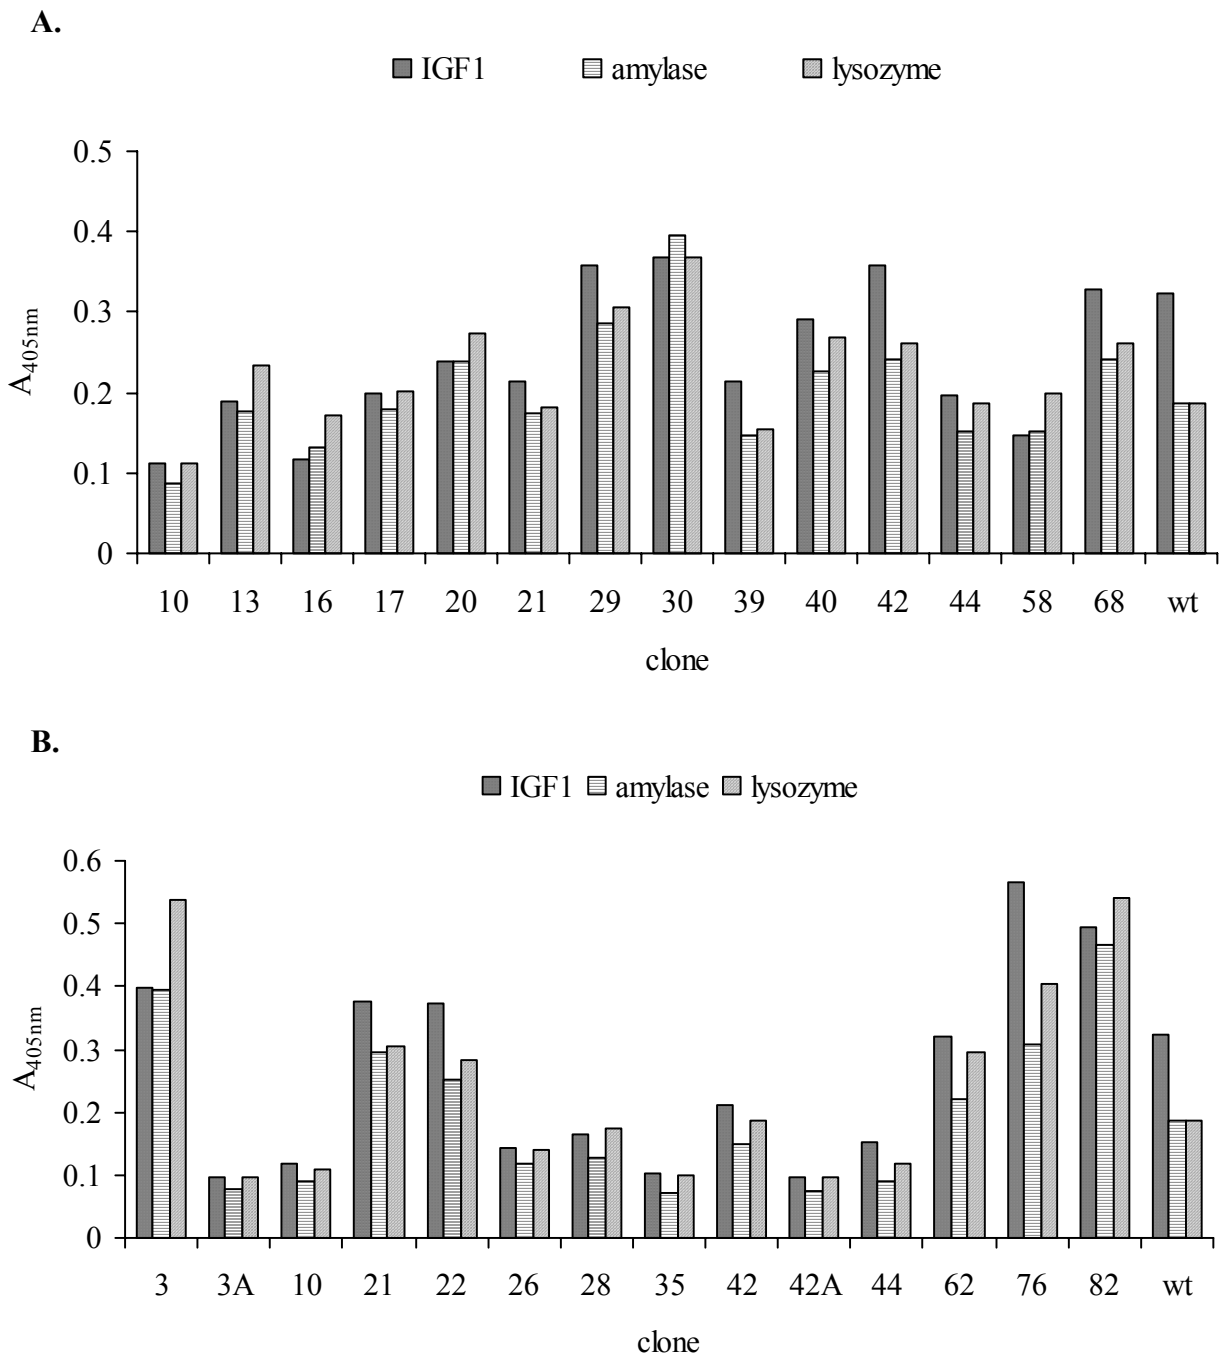 A.
IGF1 amylase lysozyme
0.5
0.4
0.3
0.2
0.1
0
A405nm
10 13 16 17 20 21 29 30 39 40 42 44 58 68 wt
clone
B.
IGF1 amylase lysozyme
0.6
0.5
0.4
0.3
0.2
0.1
0
A405nm
3 3A 10 21 22 26 28 35 42 42A 44 62 76 82 wt
clone